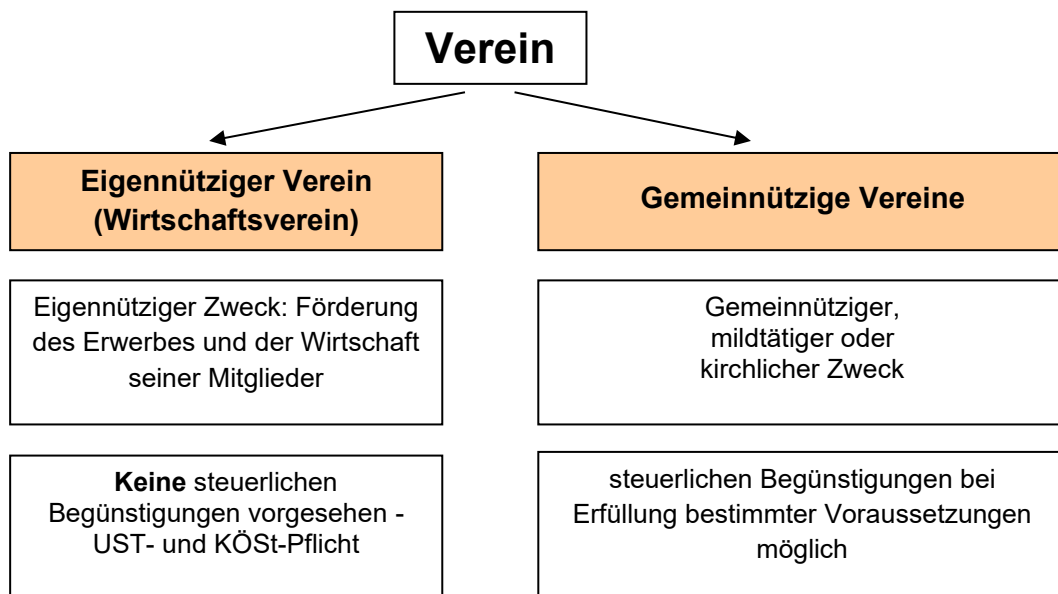 Verein
Eigennütziger Verein
(Wirtschaftsverein)
Gemeinnützige Vereine
Eigennütziger Zweck: Förderung
des Erwerbes und der Wirtschaft
seiner Mitglieder
Gemeinnütziger,
mildtätiger oder
kirchlicher Zweck
Keine steuerlichen
Begünstigungen vorgesehen -
UST- und KÖSt-Pflicht
steuerlichen Begünstigungen bei
Erfüllung bestimmter Voraussetzungen
möglich